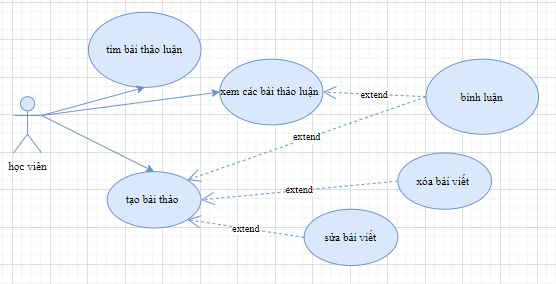 tìm bài thảo luận
xem các bài thảo luận
extend
bình luận
extend
học viên
tạo bài thảo
extend
xóa bài viết
extend
sửa bài viết